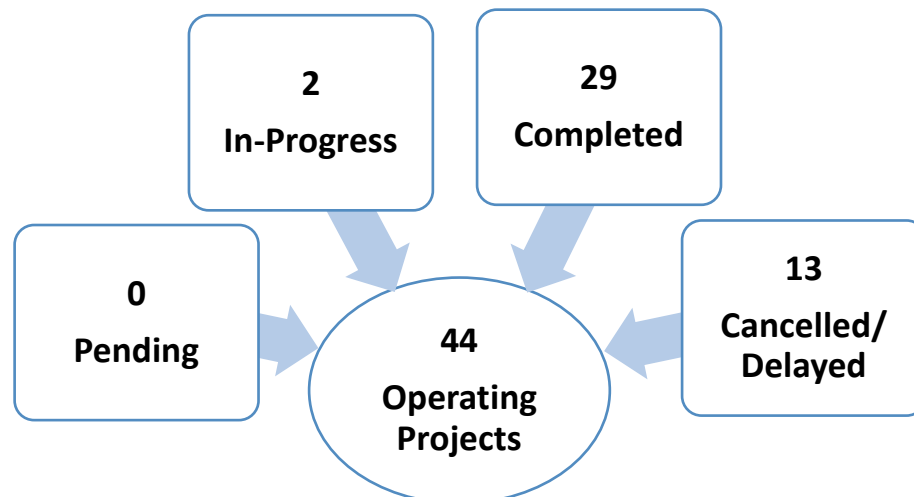 2
In-Progress
29
Completed
0
Pending
13
Cancelled/
Delayed
44
Operating
Projects